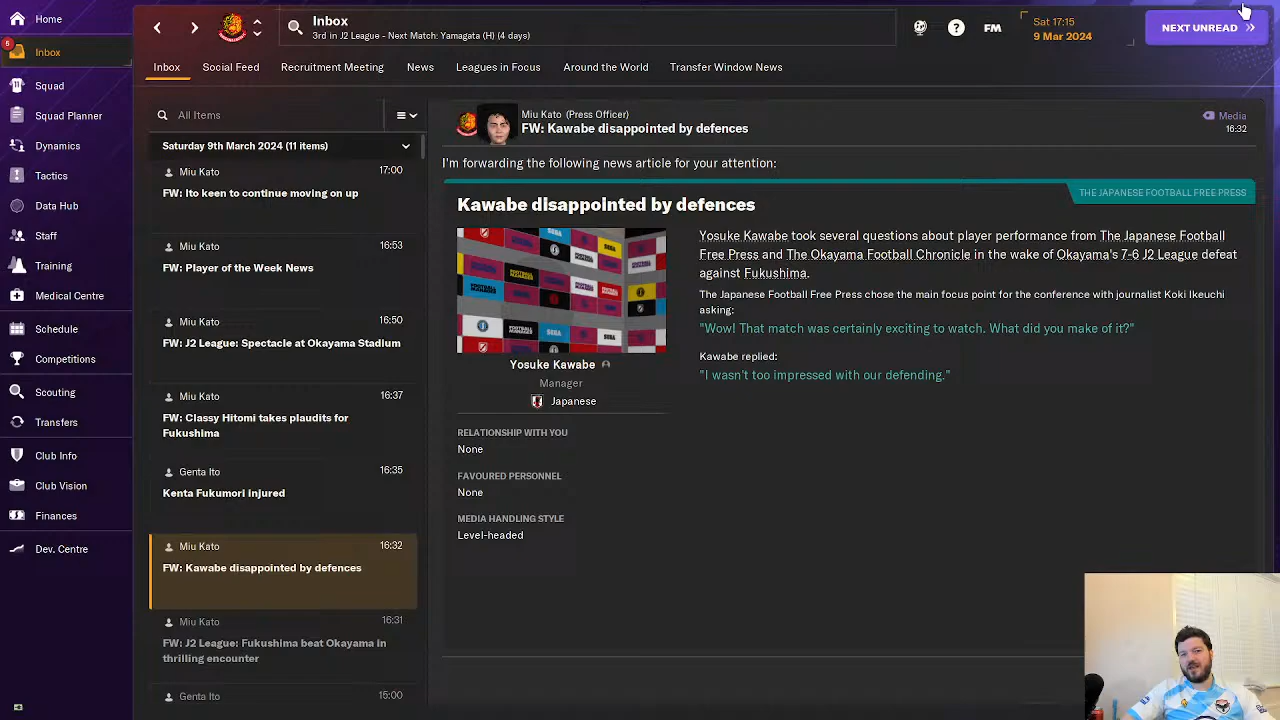 Home
Inbox
3rd in J2 League - Next Match: Yamagata (H) (4 days)
?
FM
Sat 17:15
9 Mar 2024
NEXT UNREAD
5
Inbox
Inbox
Social Feed
Recruitment Meeting
News
Leagues in Focus
Around the World
Transfer Window News
Squad
Squad Planner
Dynamics
Tactics
Data Hub
Staff
Training
Medical Centre
Schedule
Competitions
Scouting
Transfers
Club Info
Club Vision
Finances
Dev. Centre
All Items
Saturday 9th March 2024 (11 items)
Miu Kato 17:00
FW: Ito keen to continue moving on up
Miu Kato 16:53
FW: Player of the Week News
Miu Kato 16:50
FW: J2 League: Spectacle at Okayama Stadium
Miu Kato 16:37
FW: Classy Hitomi takes plaudits for
Fukushima
Genta Ito 16:35
Kenta Fukumori injured
Miu Kato 16:32
FW: Kawabe disappointed by defences
Miu Kato 16:31
FW: J2 League: Fukushima beat Okayama in
thrilling encounter
Genta Ito 15:00
Miu Kato (Press Officer)
FW: Kawabe disappointed by defences
Media
16:32
I'm forwarding the following news article for your attention:
THE JAPANESE FOOTBALL FREE PRESS
Kawabe disappointed by defences
Yosuke Kawabe
Manager
Japanese
RELATIONSHIP WITH YOU
None
FAVOURED PERSONNEL
None
MEDIA HANDLING STYLE
Level-headed
Yosuke Kawabe took several questions about player performance from The Japanese Football
Free Press and The Okayama Football Chronicle in the wake of Okayama's 7-6 J2 League defeat
against Fukushima.
The Japanese Football Free Press chose the main focus point for the conference with journalist Koki Ikeuchi
asking:
"Wow! That match was certainly exciting to watch. What did you make of it?"
Kawabe replied:
"I wasn't too impressed with our defending."